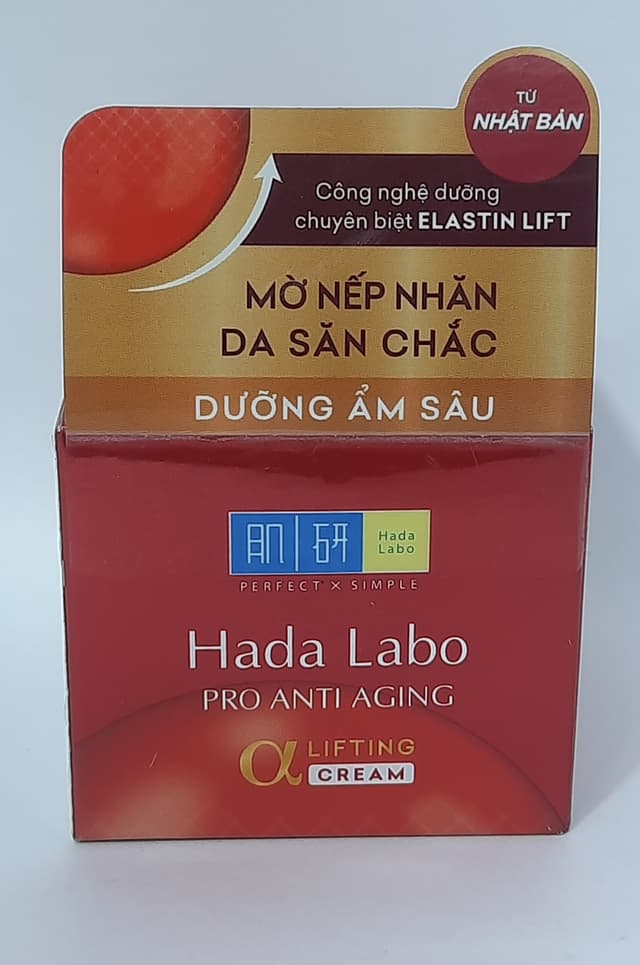 TỪ
NHẬT BẢN
Công nghệ dưỡng
chuyên biệt ELASTIN LIFT
MỜ NẾP NHĂN
DA SĂN CHẮC
DƯỠNG ẨM SÂU
肌研
Hada
Labo
PERFECT × SIMPLE
Hada Labo
PRO ANTI AGING
α LIFTING
CREAM